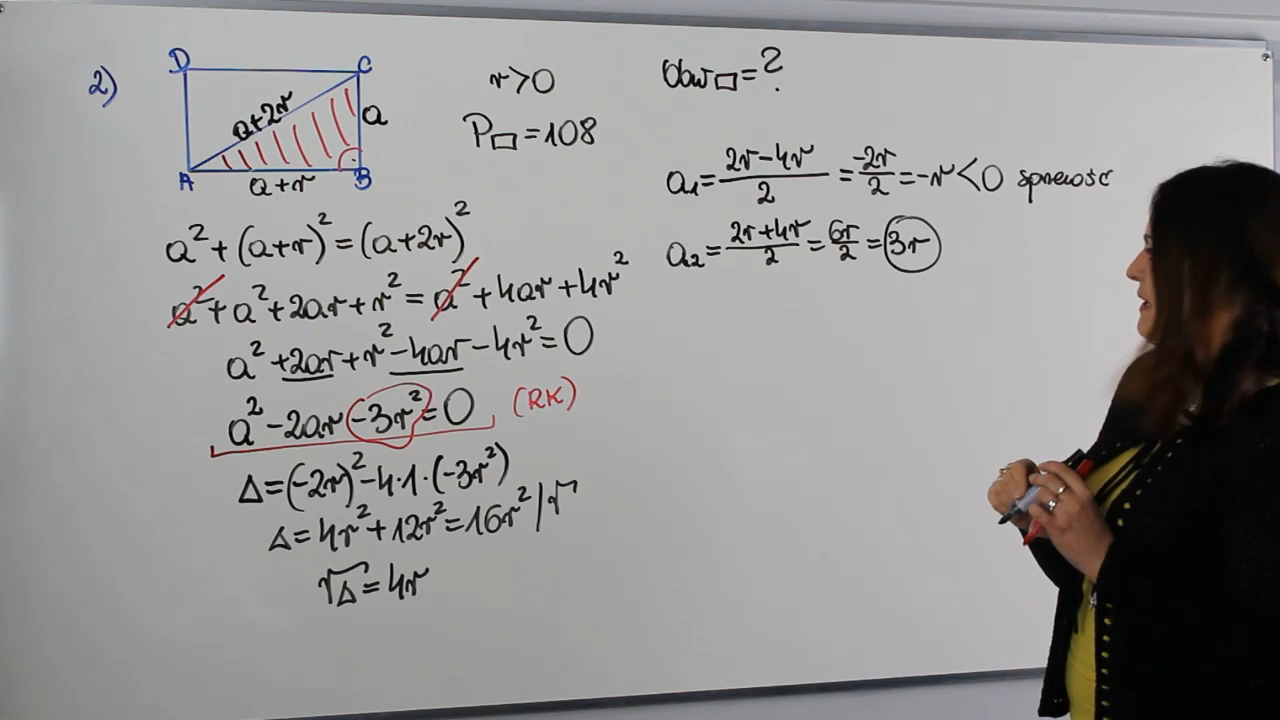 2)
D
C
a+2r
a
A
a+r
B
r>0
P▭=108
Obw▭=?
a²+(a+r)²=(a+2r)²
a²+a²+2ar+r²=a²+4ar+4r²
a²+2ar+r²-4ar-4r²=0
a²-2ar-3r²=0 (RK)
Δ=(-2r)²-4·1·(-3r²)
Δ=4r²+12r²=16r²/√
√Δ=4r
a₁=2r-4r/2=-2r/2=-r<0 sprzeczność
a₂=2r+4r/2=6r/2=3r